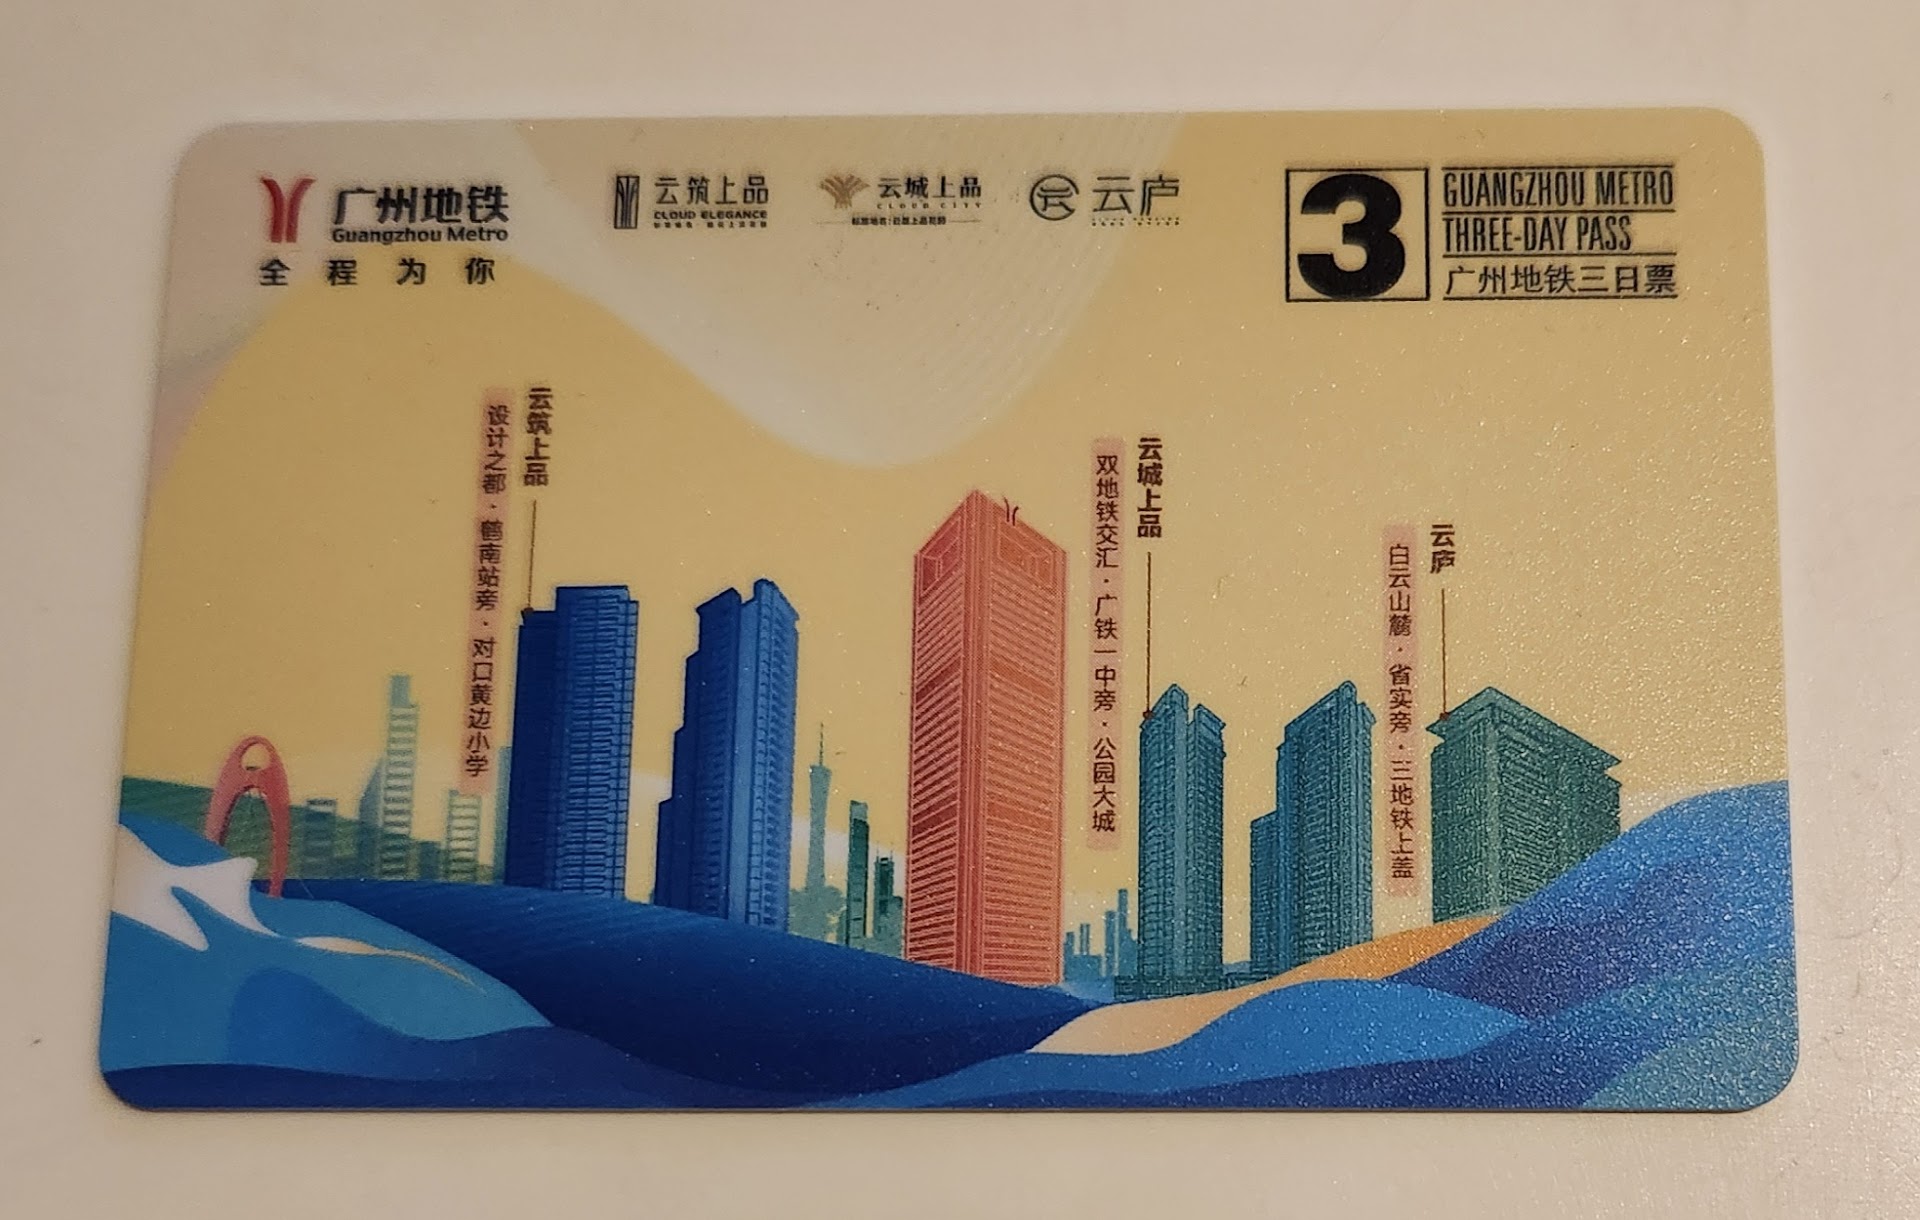 广州地铁
Guangzhou Metro
全程为你
云筑上品
CLOUD ELEGANCE
云城上品
CLOUD CITY
云庐
3
GUANGZHOU METRO
THREE-DAY PASS
广州地铁三日票
云筑上品
设计之都·鹤南站旁·对口黄边小学
云城上品
双地铁交汇·广铁一中旁·公园大城
云庐
白云山麓·省实旁·三地铁上盖